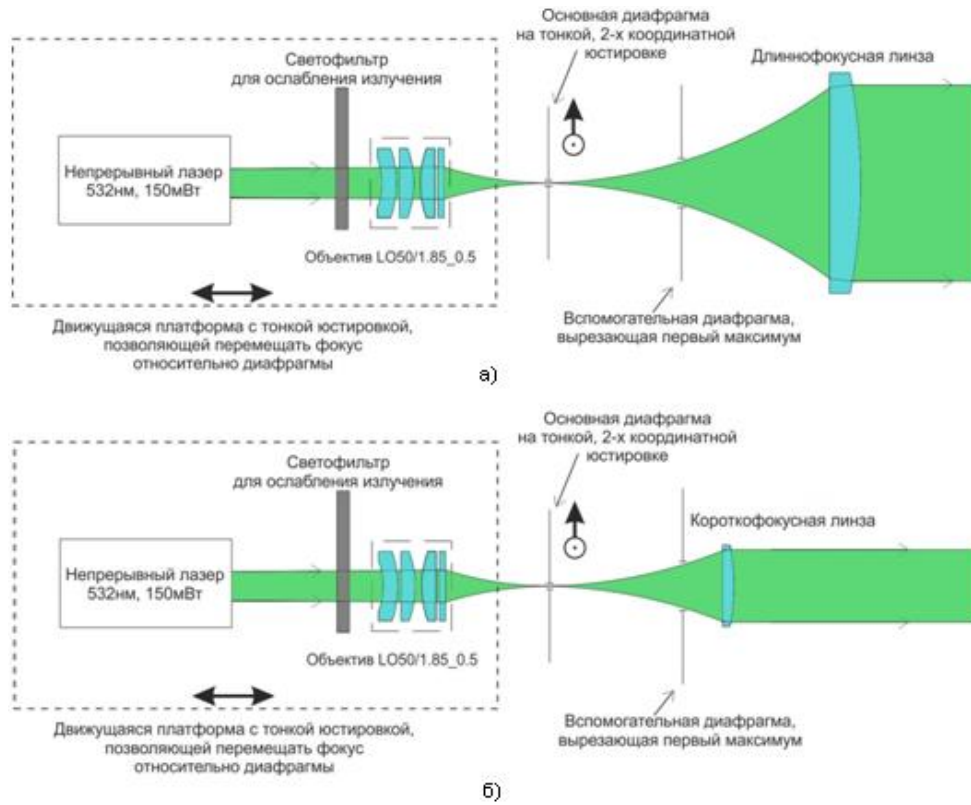 Основная диафрагма
на тонкой, 2-х координатной
юстировке
Светофильтр
для ослабления излучения
Длиннофокусная линза
Непрерывный лазер
532нм, 150мВт
Объектив LO50/1.85_0.5
Движущаяся платформа с тонкой юстировкой,
позволяющей перемещать фокус
относительно диафрагмы
Вспомогательная диафрагма,
вырезающая первый максимум
а)
Основная диафрагма
на тонкой, 2-х координатной
юстировке
Светофильтр
для ослабления излучения
Короткофокусная линза
Непрерывный лазер
532нм, 150мВт
Объектив LO50/1.85_0.5
Движущаяся платформа с тонкой юстировкой,
позволяющей перемещать фокус
относительно диафрагмы
Вспомогательная диафрагма,
вырезающая первый максимум
б)